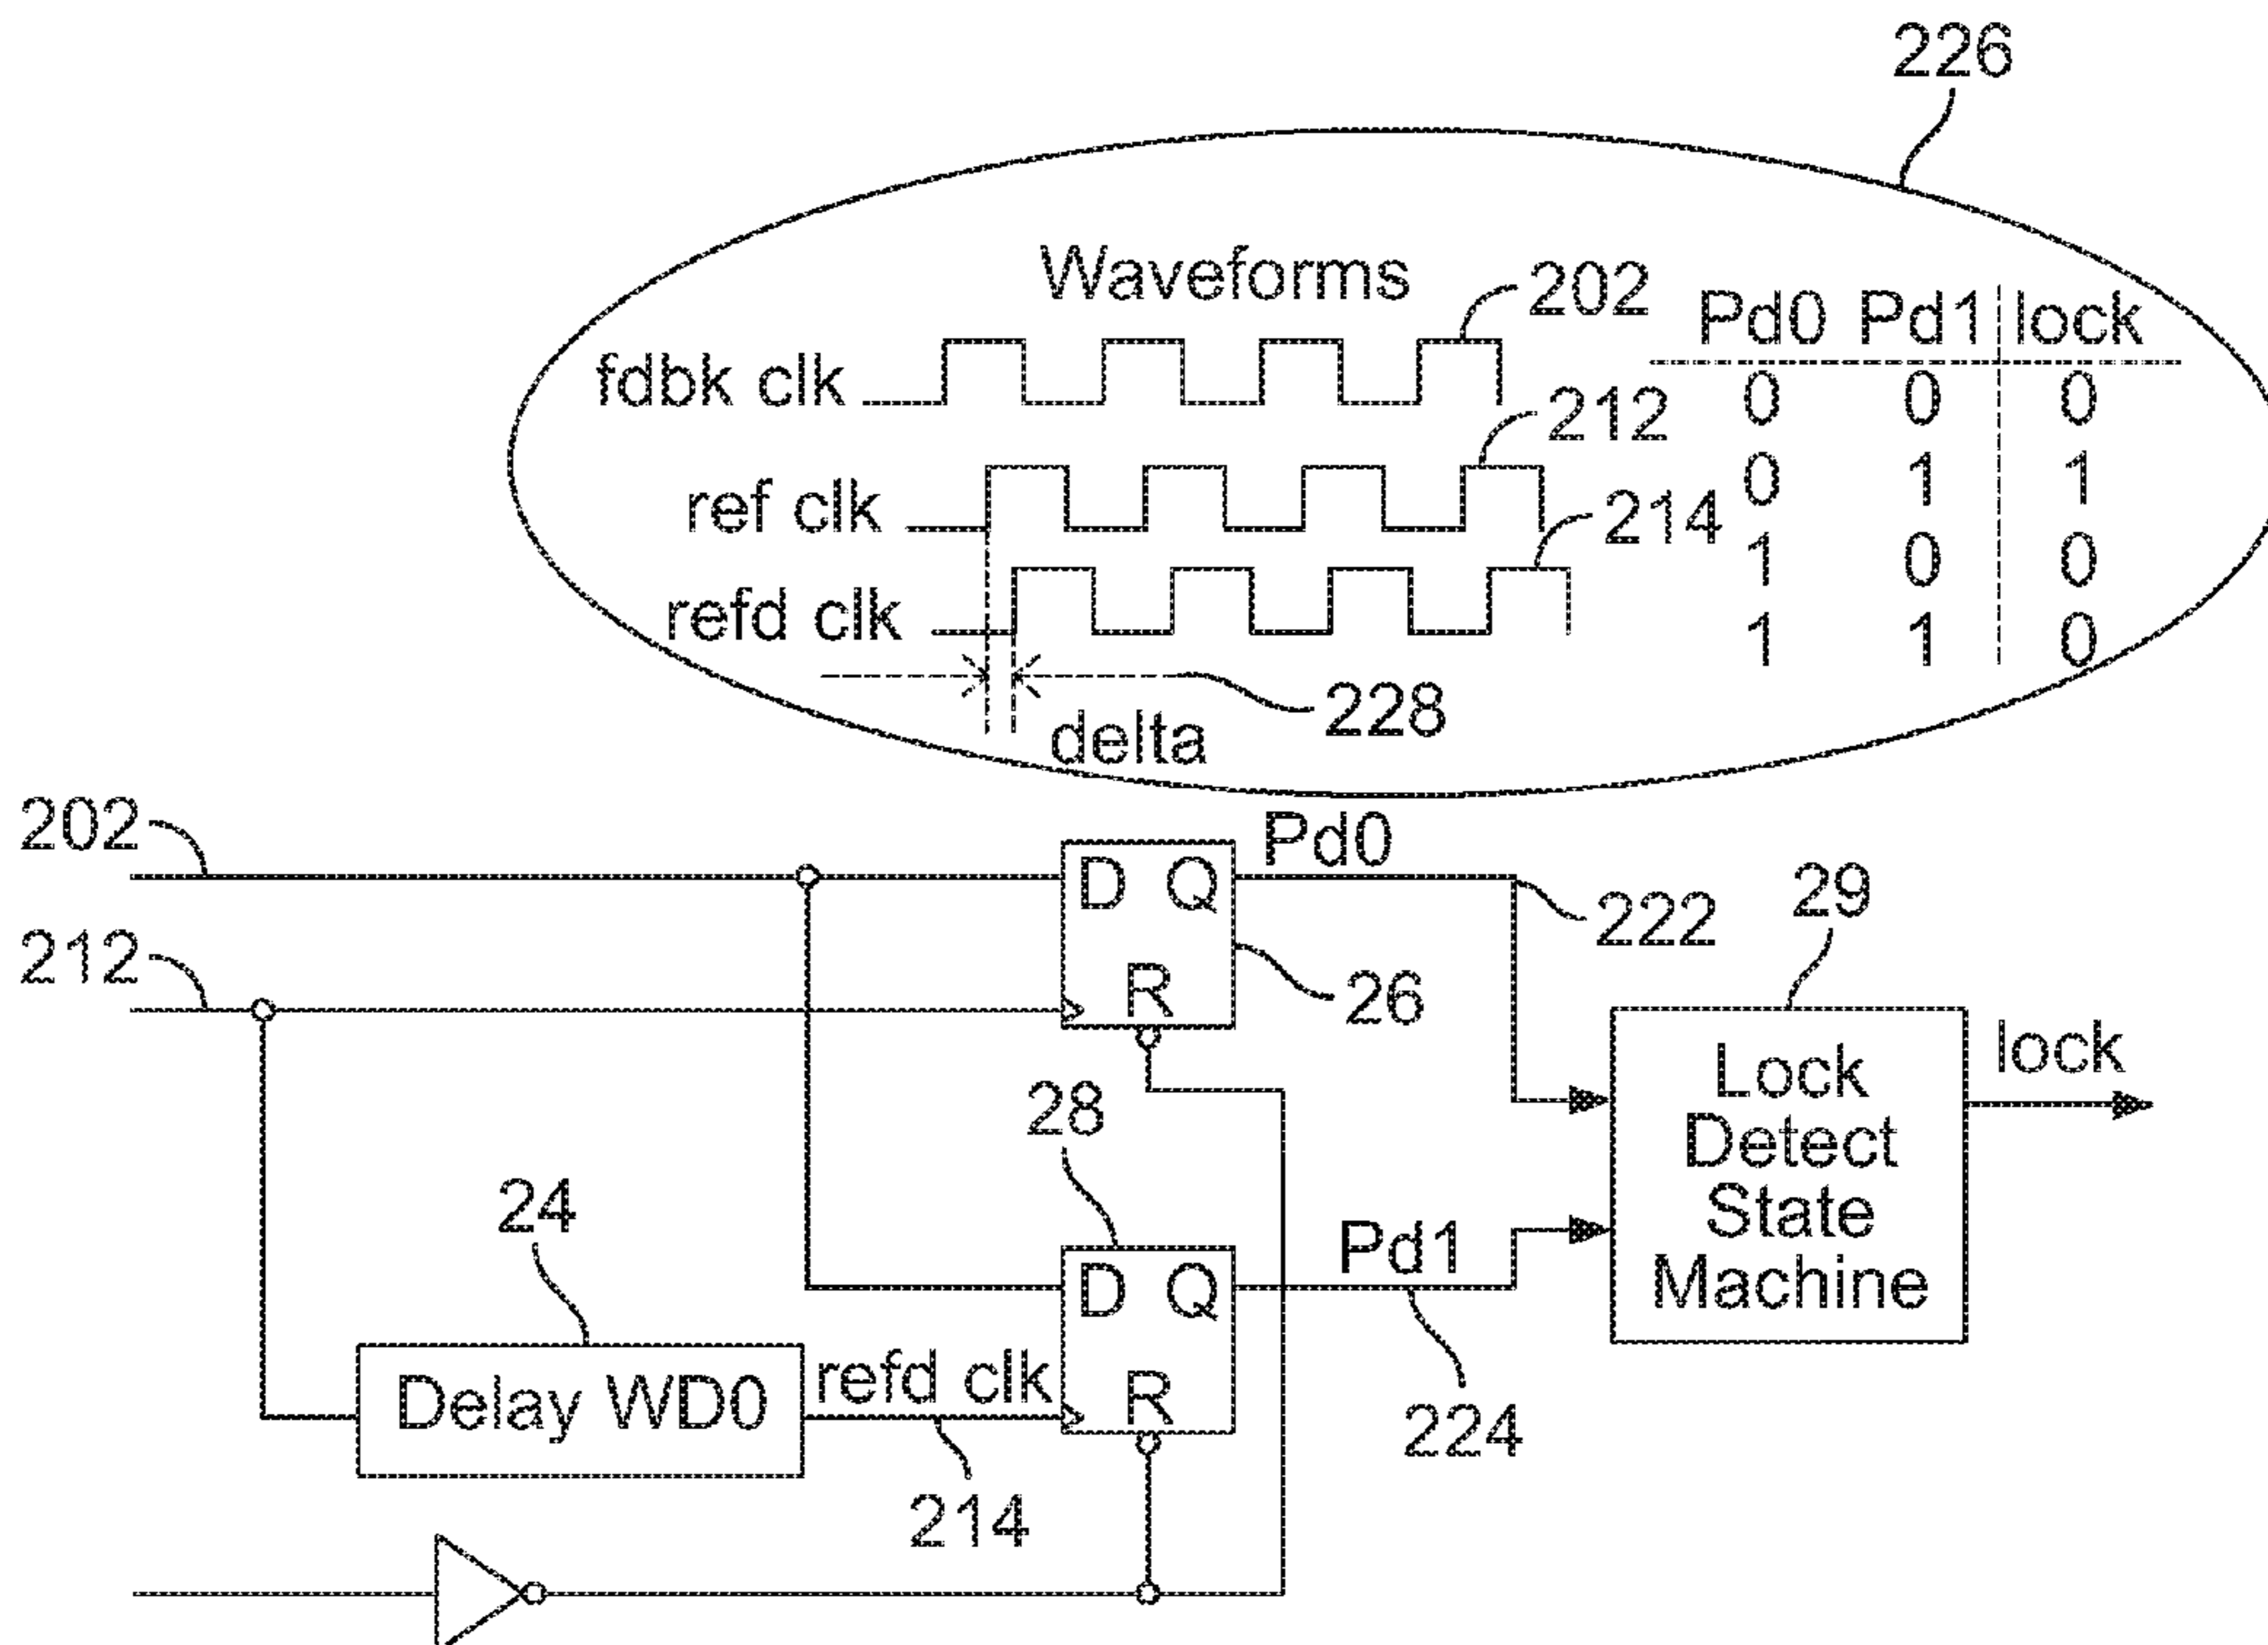 226
Waveforms
202
Pd0 Pd1 lock
fdbk clk
0 0 0
212
ref clk
0 1 1
214
1 0 0
refd clk
1 1 0
228
delta
202
Pd0
D Q
29
222
212
R
26
Lock
Detect
State
Machine
lock
28
24
Pd1
D Q
Delay WD0
refd clk
R
224
214